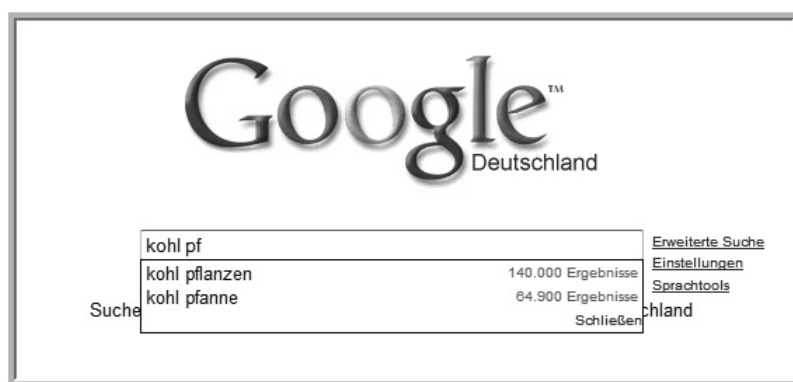 Google™
Deutschland
kohl pf
Erweiterte Suche
Einstellungen
Sprachtools
kohl pflanzen 140.000 Ergebnisse
kohl pfanne 64.900 Ergebnisse
Schließen
Suche
chland